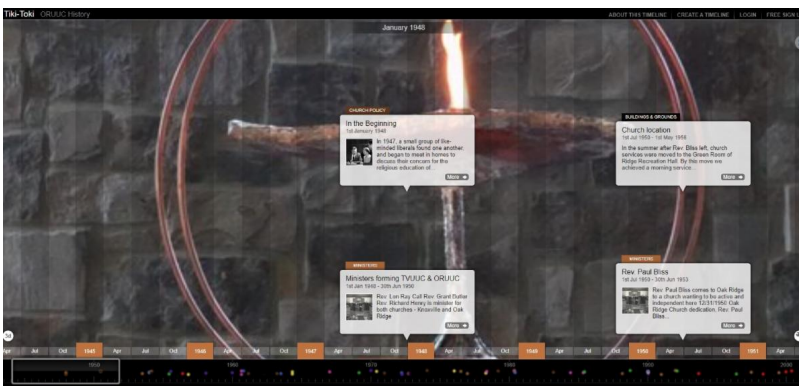 Tiki-Toki ORUUC History
ABOUT THIS TIMELINE CREATE A TIMELINE LOGIN FREE SIGN
January 1948
CHURCH POLICY
In the Beginning
1st January 1948
In 1947, a small group of like-
minded liberals found one another,
and began to meet in homes to
discuss their concern for the
religious education of...
More
BUILDINGS & GROUNDS
Church location
1st Jul 1950 - 1st May 1956
In the summer after Rev. Bliss left, church
services were moved to the Green Room of
Ridge Recreation Hall. By this move we
achieved a morning service...
More
MINISTERS
Ministers forming TVUUC & ORUUC
1st Jan 1948 - 30th Jun 1950
Rev. Lon Ray Call Rev. Grant Butler
Rev. Richard Henry is minister for
both churches - Knoxville and Oak
Ridge
More
MINISTERS
Rev. Paul Bliss
1st Jul 1950 - 30th Jun 1953
Rev. Paul Bliss comes to Oak Ridge
to a church wanting to be active and
independent here 12/31/1950 Oak
Ridge Church dedication, Rev. Paul
Bliss...
More
3d
Apr Jul Oct 1945 Apr Jul Oct 1946 Apr Jul Oct 1947 Apr Jul Oct 1948 Apr Jul Oct 1949 Apr Jul Oct 1950 Apr Jul Oct 1951 Apr Jul Oct
1950 1960 1970 1980 1990 2000